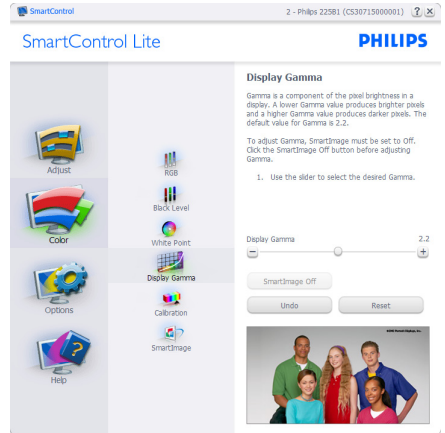 SmartControl
2 - Philips 225B1 (CS30715000001)
SmartControl Lite
PHILIPS
Adjust
Color
Options
Help
RGB
Black Level
White Point
Display Gamma
Calibration
SmartImage
Display Gamma
Gamma is a component of the pixel brightness in a
display. A lower Gamma value produces brighter pixels
and a higher Gamma value produces darker pixels. The
default value for Gamma is 2.2.
To adjust Gamma, SmartImage must be set to Off.
Click the SmartImage Off button before adjusting
Gamma.
1. Use the slider to select the desired Gamma.
Display Gamma
2.2
SmartImage Off
Undo
Reset